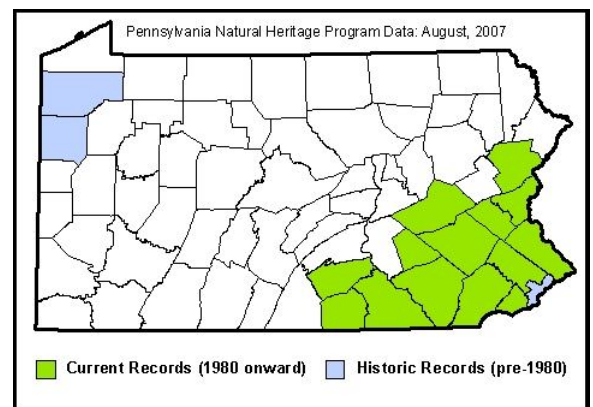 Pennsylvania Natural Heritage Program Data: August, 2007
Current Records (1980 onward) Historic Records (pre-1980)